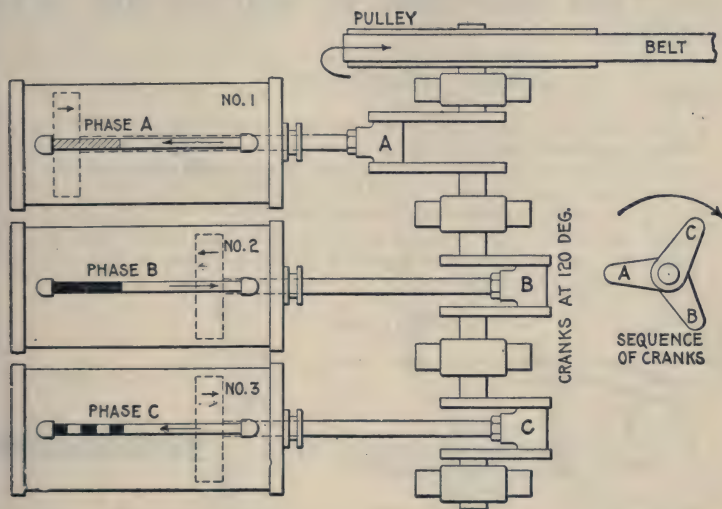 PULLEY
BELT
NO. 1
PHASE A
A
NO. 2
PHASE B
B
CRANKS AT 120 DEG.
C
A
B
SEQUENCE
OF CRANKS
NO. 3
PHASE C
C